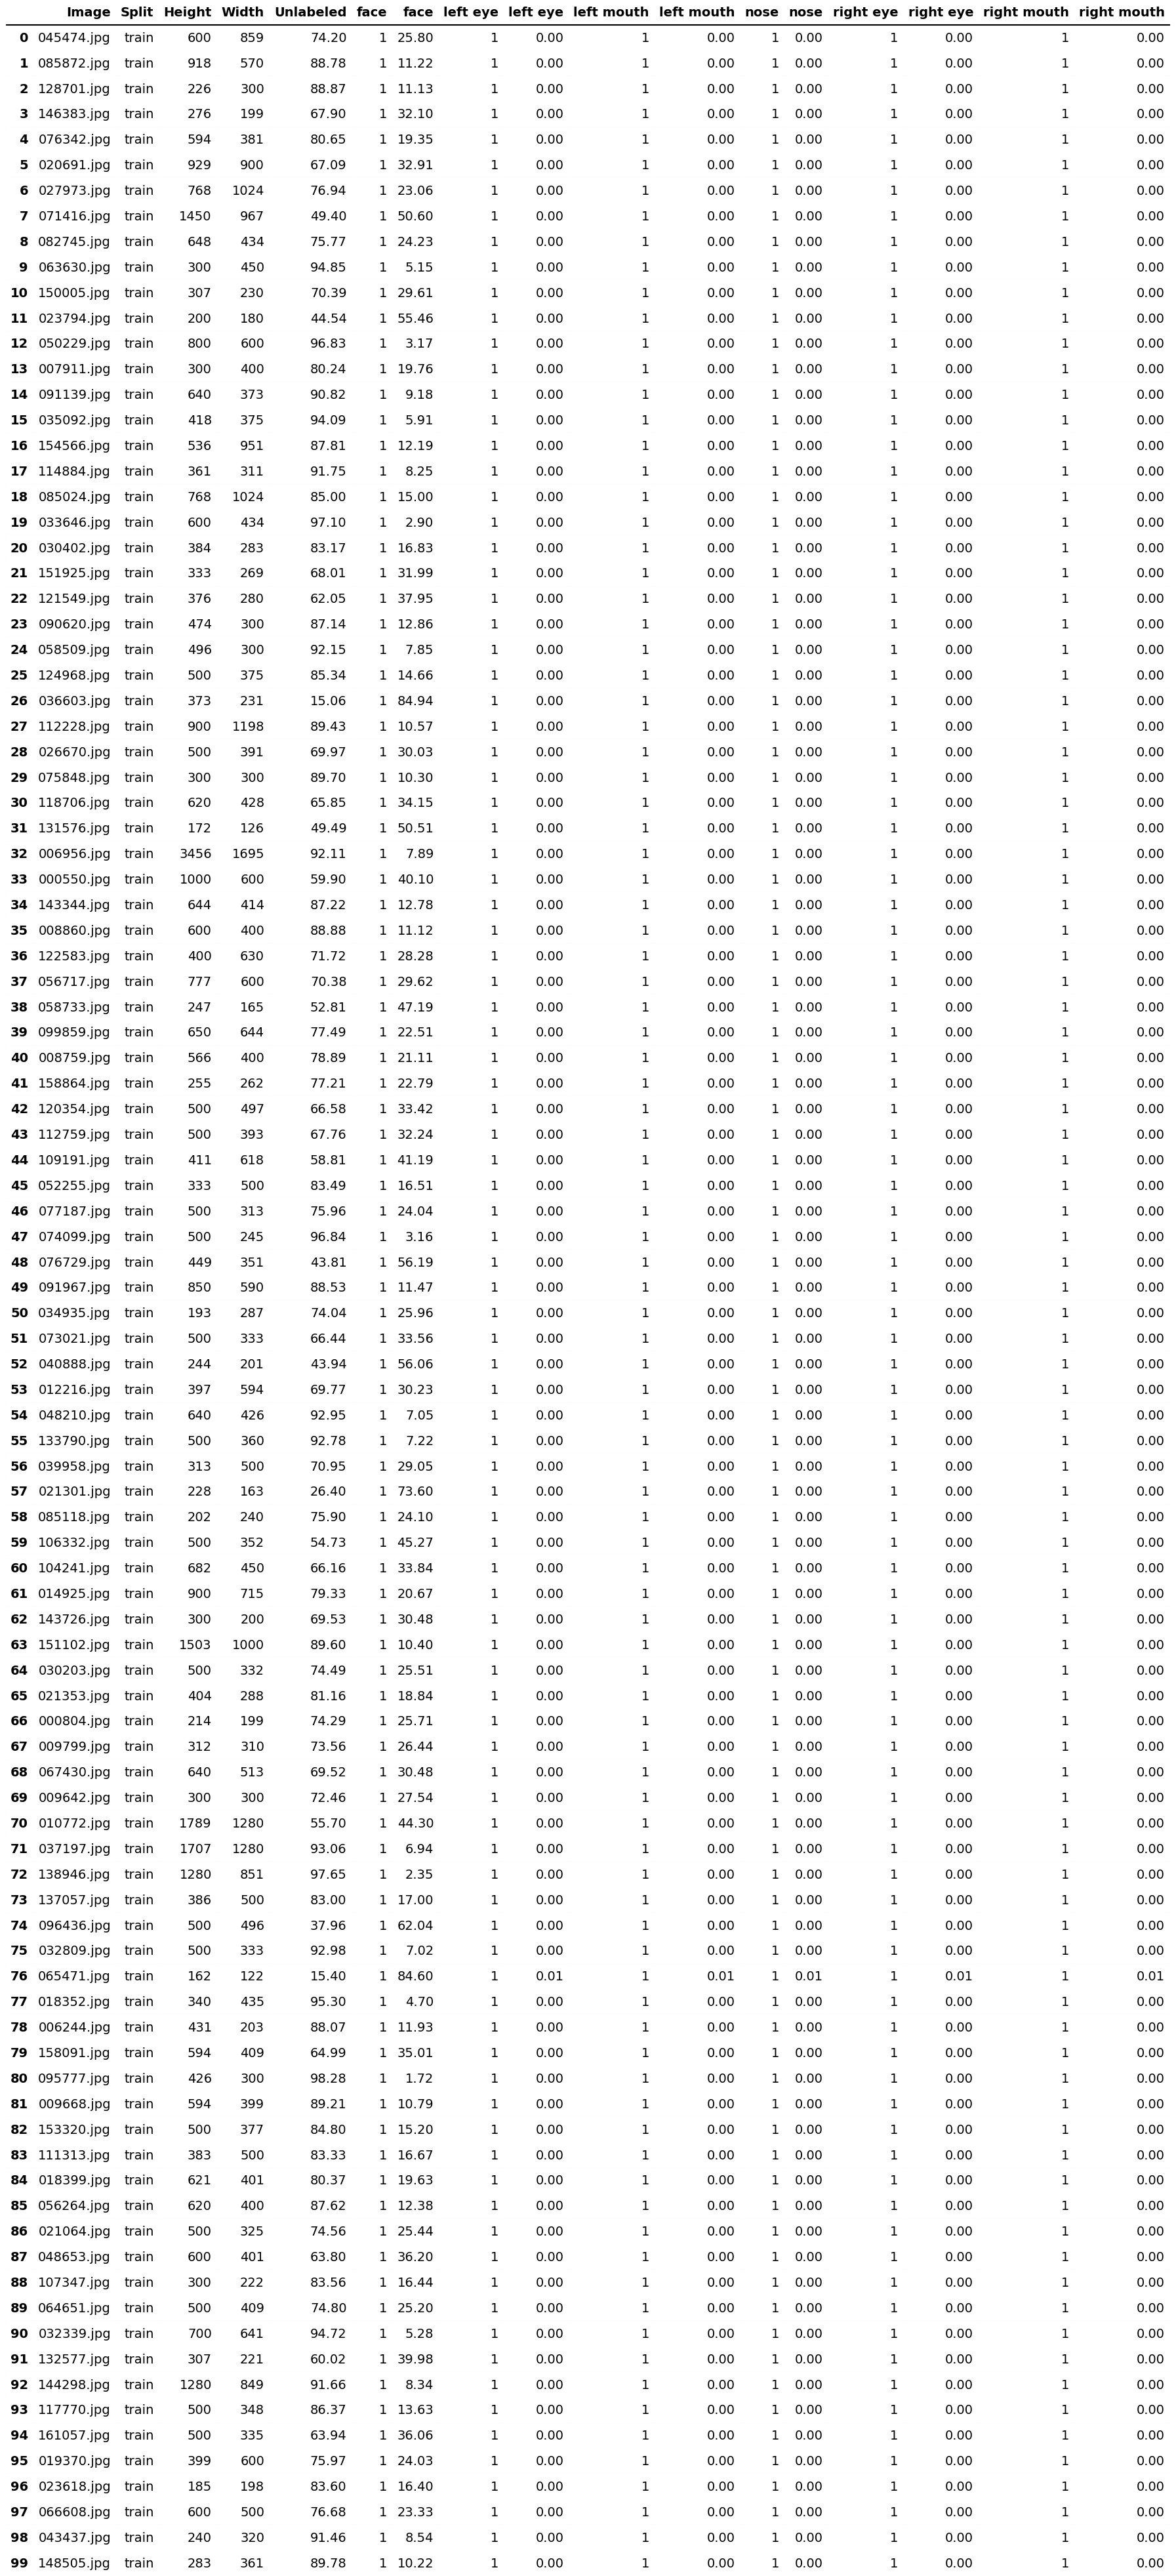 Image Split Height Width Unlabeled face face left eye left eye left mouth left mouth nose nose right eye right eye right mouth right mouth
0 045474.jpg train 600 859 74.20 1 25.80 1 0.00 1 0.00 1 0.00 1 0.00 1 0.00
1 085872.jpg train 918 570 88.78 1 11.22 1 0.00 1 0.00 1 0.00 1 0.00 1 0.00
2 128701.jpg train 226 300 88.87 1 11.13 1 0.00 1 0.00 1 0.00 1 0.00 1 0.00
3 146383.jpg train 276 199 67.90 1 32.10 1 0.00 1 0.00 1 0.00 1 0.00 1 0.00
4 076342.jpg train 594 381 80.65 1 19.35 1 0.00 1 0.00 1 0.00 1 0.00 1 0.00
5 020691.jpg train 929 900 67.09 1 32.91 1 0.00 1 0.00 1 0.00 1 0.00 1 0.00
6 027973.jpg train 768 1024 76.94 1 23.06 1 0.00 1 0.00 1 0.00 1 0.00 1 0.00
7 071416.jpg train 1450 967 49.40 1 50.60 1 0.00 1 0.00 1 0.00 1 0.00 1 0.00
8 082745.jpg train 648 434 75.77 1 24.23 1 0.00 1 0.00 1 0.00 1 0.00 1 0.00
9 063630.jpg train 300 450 94.85 1 5.15 1 0.00 1 0.00 1 0.00 1 0.00 1 0.00
10 150005.jpg train 307 230 70.39 1 29.61 1 0.00 1 0.00 1 0.00 1 0.00 1 0.00
11 023794.jpg train 200 180 44.54 1 55.46 1 0.00 1 0.00 1 0.00 1 0.00 1 0.00
12 050229.jpg train 800 600 96.83 1 3.17 1 0.00 1 0.00 1 0.00 1 0.00 1 0.00
13 007911.jpg train 300 400 80.24 1 19.76 1 0.00 1 0.00 1 0.00 1 0.00 1 0.00
14 091139.jpg train 640 373 90.82 1 9.18 1 0.00 1 0.00 1 0.00 1 0.00 1 0.00
15 035092.jpg train 418 375 94.09 1 5.91 1 0.00 1 0.00 1 0.00 1 0.00 1 0.00
16 154566.jpg train 536 951 87.81 1 12.19 1 0.00 1 0.00 1 0.00 1 0.00 1 0.00
17 114884.jpg train 361 311 91.75 1 8.25 1 0.00 1 0.00 1 0.00 1 0.00 1 0.00
18 085024.jpg train 768 1024 85.00 1 15.00 1 0.00 1 0.00 1 0.00 1 0.00 1 0.00
19 033646.jpg train 600 434 97.10 1 2.90 1 0.00 1 0.00 1 0.00 1 0.00 1 0.00
20 030402.jpg train 384 283 83.17 1 16.83 1 0.00 1 0.00 1 0.00 1 0.00 1 0.00
21 151925.jpg train 333 269 68.01 1 31.99 1 0.00 1 0.00 1 0.00 1 0.00 1 0.00
22 121549.jpg train 376 280 62.05 1 37.95 1 0.00 1 0.00 1 0.00 1 0.00 1 0.00
23 090620.jpg train 474 300 87.14 1 12.86 1 0.00 1 0.00 1 0.00 1 0.00 1 0.00
24 058509.jpg train 496 300 92.15 1 7.85 1 0.00 1 0.00 1 0.00 1 0.00 1 0.00
25 124968.jpg train 500 375 85.34 1 14.66 1 0.00 1 0.00 1 0.00 1 0.00 1 0.00
26 036603.jpg train 373 231 15.06 1 84.94 1 0.00 1 0.00 1 0.00 1 0.00 1 0.00
27 112228.jpg train 900 1198 89.43 1 10.57 1 0.00 1 0.00 1 0.00 1 0.00 1 0.00
28 026670.jpg train 500 391 69.97 1 30.03 1 0.00 1 0.00 1 0.00 1 0.00 1 0.00
29 075848.jpg train 300 300 89.70 1 10.30 1 0.00 1 0.00 1 0.00 1 0.00 1 0.00
30 118706.jpg train 620 428 65.85 1 34.15 1 0.00 1 0.00 1 0.00 1 0.00 1 0.00
31 131576.jpg train 172 126 49.49 1 50.51 1 0.00 1 0.00 1 0.00 1 0.00 1 0.00
32 006956.jpg train 3456 1695 92.11 1 7.89 1 0.00 1 0.00 1 0.00 1 0.00 1 0.00
33 000550.jpg train 1000 600 59.90 1 40.10 1 0.00 1 0.00 1 0.00 1 0.00 1 0.00
34 143344.jpg train 644 414 87.22 1 12.78 1 0.00 1 0.00 1 0.00 1 0.00 1 0.00
35 008860.jpg train 600 400 88.88 1 11.12 1 0.00 1 0.00 1 0.00 1 0.00 1 0.00
36 122583.jpg train 400 630 71.72 1 28.28 1 0.00 1 0.00 1 0.00 1 0.00 1 0.00
37 056717.jpg train 777 600 70.38 1 29.62 1 0.00 1 0.00 1 0.00 1 0.00 1 0.00
38 058733.jpg train 247 165 52.81 1 47.19 1 0.00 1 0.00 1 0.00 1 0.00 1 0.00
39 099859.jpg train 650 644 77.49 1 22.51 1 0.00 1 0.00 1 0.00 1 0.00 1 0.00
40 008759.jpg train 566 400 78.89 1 21.11 1 0.00 1 0.00 1 0.00 1 0.00 1 0.00
41 158864.jpg train 255 262 77.21 1 22.79 1 0.00 1 0.00 1 0.00 1 0.00 1 0.00
42 120354.jpg train 500 497 66.58 1 33.42 1 0.00 1 0.00 1 0.00 1 0.00 1 0.00
43 112759.jpg train 500 393 67.76 1 32.24 1 0.00 1 0.00 1 0.00 1 0.00 1 0.00
44 109191.jpg train 411 618 58.81 1 41.19 1 0.00 1 0.00 1 0.00 1 0.00 1 0.00
45 052255.jpg train 333 500 83.49 1 16.51 1 0.00 1 0.00 1 0.00 1 0.00 1 0.00
46 077187.jpg train 500 313 75.96 1 24.04 1 0.00 1 0.00 1 0.00 1 0.00 1 0.00
47 074099.jpg train 500 245 96.84 1 3.16 1 0.00 1 0.00 1 0.00 1 0.00 1 0.00
48 076729.jpg train 449 351 43.81 1 56.19 1 0.00 1 0.00 1 0.00 1 0.00 1 0.00
49 091967.jpg train 850 590 88.53 1 11.47 1 0.00 1 0.00 1 0.00 1 0.00 1 0.00
50 034935.jpg train 193 287 74.04 1 25.96 1 0.00 1 0.00 1 0.00 1 0.00 1 0.00
51 073021.jpg train 500 333 66.44 1 33.56 1 0.00 1 0.00 1 0.00 1 0.00 1 0.00
52 040888.jpg train 244 201 43.94 1 56.06 1 0.00 1 0.00 1 0.00 1 0.00 1 0.00
53 012216.jpg train 397 594 69.77 1 30.23 1 0.00 1 0.00 1 0.00 1 0.00 1 0.00
54 048210.jpg train 640 426 92.95 1 7.05 1 0.00 1 0.00 1 0.00 1 0.00 1 0.00
55 133790.jpg train 500 360 92.78 1 7.22 1 0.00 1 0.00 1 0.00 1 0.00 1 0.00
56 039958.jpg train 313 500 70.95 1 29.05 1 0.00 1 0.00 1 0.00 1 0.00 1 0.00
57 021301.jpg train 228 163 26.40 1 73.60 1 0.00 1 0.00 1 0.00 1 0.00 1 0.00
58 085118.jpg train 202 240 75.90 1 24.10 1 0.00 1 0.00 1 0.00 1 0.00 1 0.00
59 106332.jpg train 500 352 54.73 1 45.27 1 0.00 1 0.00 1 0.00 1 0.00 1 0.00
60 104241.jpg train 682 450 66.16 1 33.84 1 0.00 1 0.00 1 0.00 1 0.00 1 0.00
61 014925.jpg train 900 715 79.33 1 20.67 1 0.00 1 0.00 1 0.00 1 0.00 1 0.00
62 143726.jpg train 300 200 69.53 1 30.48 1 0.00 1 0.00 1 0.00 1 0.00 1 0.00
63 151102.jpg train 1503 1000 89.60 1 10.40 1 0.00 1 0.00 1 0.00 1 0.00 1 0.00
64 030203.jpg train 500 332 74.49 1 25.51 1 0.00 1 0.00 1 0.00 1 0.00 1 0.00
65 021353.jpg train 404 288 81.16 1 18.84 1 0.00 1 0.00 1 0.00 1 0.00 1 0.00
66 000804.jpg train 214 199 74.29 1 25.71 1 0.00 1 0.00 1 0.00 1 0.00 1 0.00
67 009799.jpg train 312 310 73.56 1 26.44 1 0.00 1 0.00 1 0.00 1 0.00 1 0.00
68 067430.jpg train 640 513 69.52 1 30.48 1 0.00 1 0.00 1 0.00 1 0.00 1 0.00
69 009642.jpg train 300 300 72.46 1 27.54 1 0.00 1 0.00 1 0.00 1 0.00 1 0.00
70 010772.jpg train 1789 1280 55.70 1 44.30 1 0.00 1 0.00 1 0.00 1 0.00 1 0.00
71 037197.jpg train 1707 1280 93.06 1 6.94 1 0.00 1 0.00 1 0.00 1 0.00 1 0.00
72 138946.jpg train 1280 851 97.65 1 2.35 1 0.00 1 0.00 1 0.00 1 0.00 1 0.00
73 137057.jpg train 386 500 83.00 1 17.00 1 0.00 1 0.00 1 0.00 1 0.00 1 0.00
74 096436.jpg train 500 496 37.96 1 62.04 1 0.00 1 0.00 1 0.00 1 0.00 1 0.00
75 032809.jpg train 500 333 92.98 1 7.02 1 0.00 1 0.00 1 0.00 1 0.00 1 0.00
76 065471.jpg train 162 122 15.40 1 84.60 1 0.01 1 0.01 1 0.01 1 0.01 1 0.01
77 018352.jpg train 340 435 95.30 1 4.70 1 0.00 1 0.00 1 0.00 1 0.00 1 0.00
78 006244.jpg train 431 203 88.07 1 11.93 1 0.00 1 0.00 1 0.00 1 0.00 1 0.00
79 158091.jpg train 594 409 64.99 1 35.01 1 0.00 1 0.00 1 0.00 1 0.00 1 0.00
80 095777.jpg train 426 300 98.28 1 1.72 1 0.00 1 0.00 1 0.00 1 0.00 1 0.00
81 009668.jpg train 594 399 89.21 1 10.79 1 0.00 1 0.00 1 0.00 1 0.00 1 0.00
82 153320.jpg train 500 377 84.80 1 15.20 1 0.00 1 0.00 1 0.00 1 0.00 1 0.00
83 111313.jpg train 383 500 83.33 1 16.67 1 0.00 1 0.00 1 0.00 1 0.00 1 0.00
84 018399.jpg train 621 401 80.37 1 19.63 1 0.00 1 0.00 1 0.00 1 0.00 1 0.00
85 056264.jpg train 620 400 87.62 1 12.38 1 0.00 1 0.00 1 0.00 1 0.00 1 0.00
86 021064.jpg train 500 325 74.56 1 25.44 1 0.00 1 0.00 1 0.00 1 0.00 1 0.00
87 048653.jpg train 600 401 63.80 1 36.20 1 0.00 1 0.00 1 0.00 1 0.00 1 0.00
88 107347.jpg train 300 222 83.56 1 16.44 1 0.00 1 0.00 1 0.00 1 0.00 1 0.00
89 064651.jpg train 500 409 74.80 1 25.20 1 0.00 1 0.00 1 0.00 1 0.00 1 0.00
90 032339.jpg train 700 641 94.72 1 5.28 1 0.00 1 0.00 1 0.00 1 0.00 1 0.00
91 132577.jpg train 307 221 60.02 1 39.98 1 0.00 1 0.00 1 0.00 1 0.00 1 0.00
92 144298.jpg train 1280 849 91.66 1 8.34 1 0.00 1 0.00 1 0.00 1 0.00 1 0.00
93 117770.jpg train 500 348 86.37 1 13.63 1 0.00 1 0.00 1 0.00 1 0.00 1 0.00
94 161057.jpg train 500 335 63.94 1 36.06 1 0.00 1 0.00 1 0.00 1 0.00 1 0.00
95 019370.jpg train 399 600 75.97 1 24.03 1 0.00 1 0.00 1 0.00 1 0.00 1 0.00
96 023618.jpg train 185 198 83.60 1 16.40 1 0.00 1 0.00 1 0.00 1 0.00 1 0.00
97 066608.jpg train 600 500 76.68 1 23.33 1 0.00 1 0.00 1 0.00 1 0.00 1 0.00
98 043437.jpg train 240 320 91.46 1 8.54 1 0.00 1 0.00 1 0.00 1 0.00 1 0.00
99 148505.jpg train 283 361 89.78 1 10.22 1 0.00 1 0.00 1 0.00 1 0.00 1 0.00